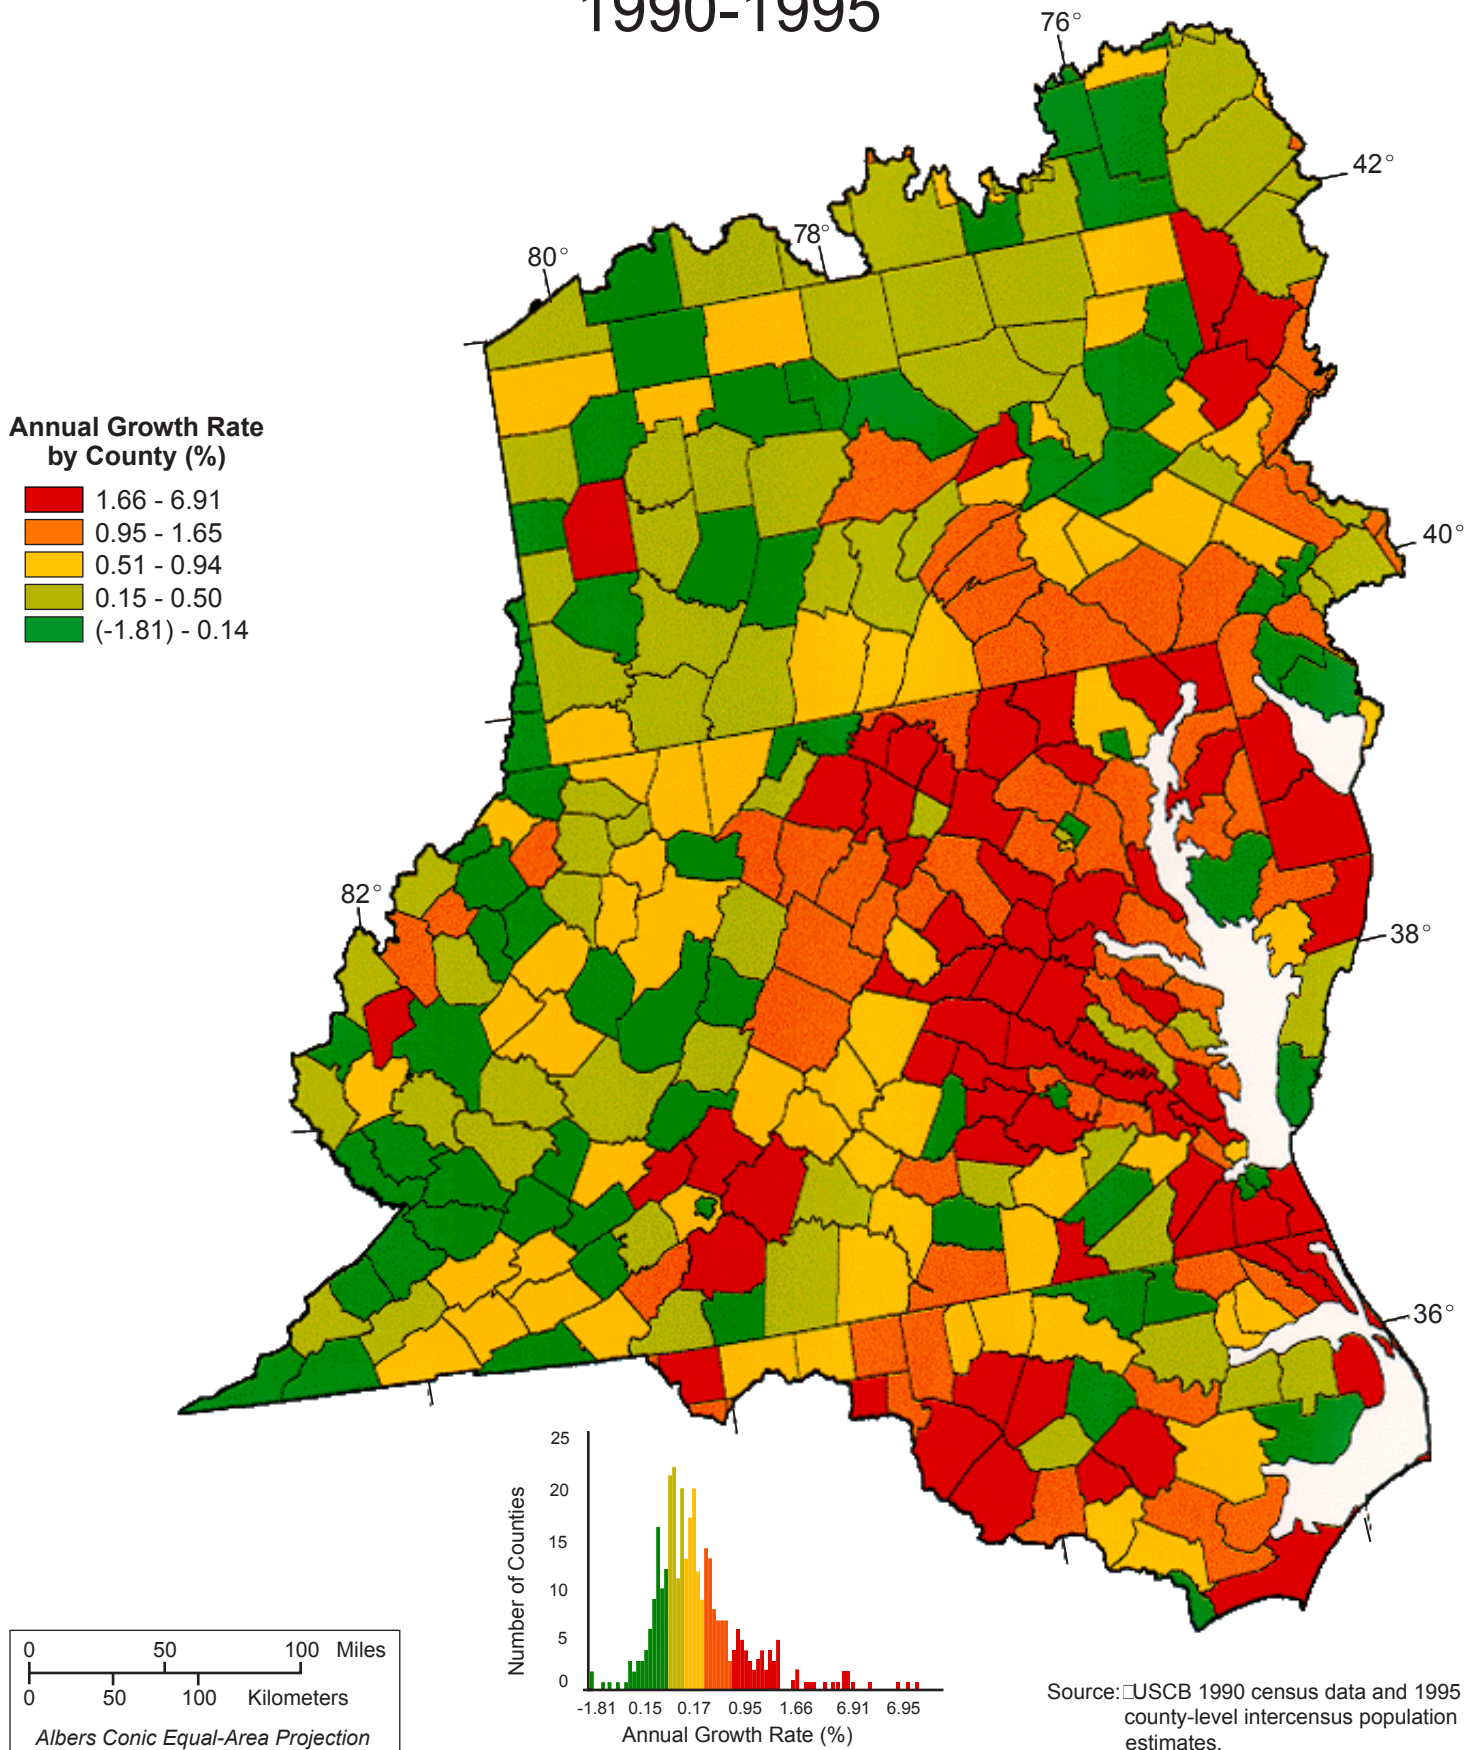 1990-1995
76°
42°
78°
80°
Annual Growth Rate
by County (%)
1.66 - 6.91
0.95 - 1.65
0.51 - 0.94
0.15 - 0.50
(-1.81) - 0.14
40°
82°
38°
36°
25
20
15
10
5
0
Number of Counties
-1.81 0.15 0.17 0.95 1.66 6.91 6.95
Annual Growth Rate (%)
0 50 100 Miles
0 50 100 Kilometers
Albers Conic Equal-Area Projection
Source: □USCB 1990 census data and 1995
county-level intercensus population
estimates.